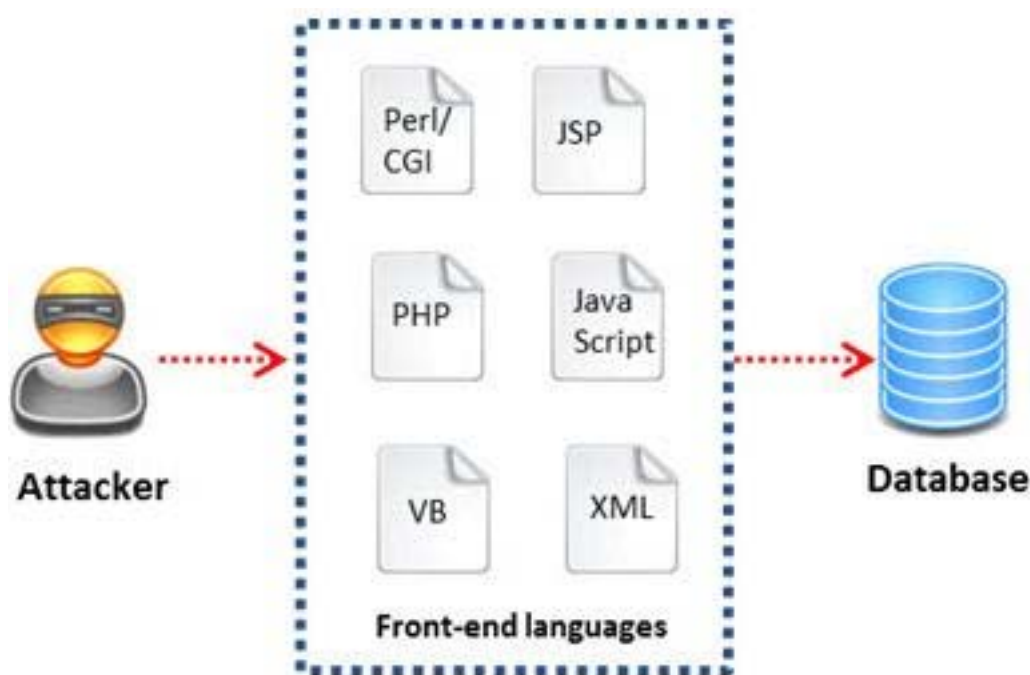 Perl/
CGI
JSP
PHP
Java
Script
VB
XML
Front-end languages
Attacker
Database